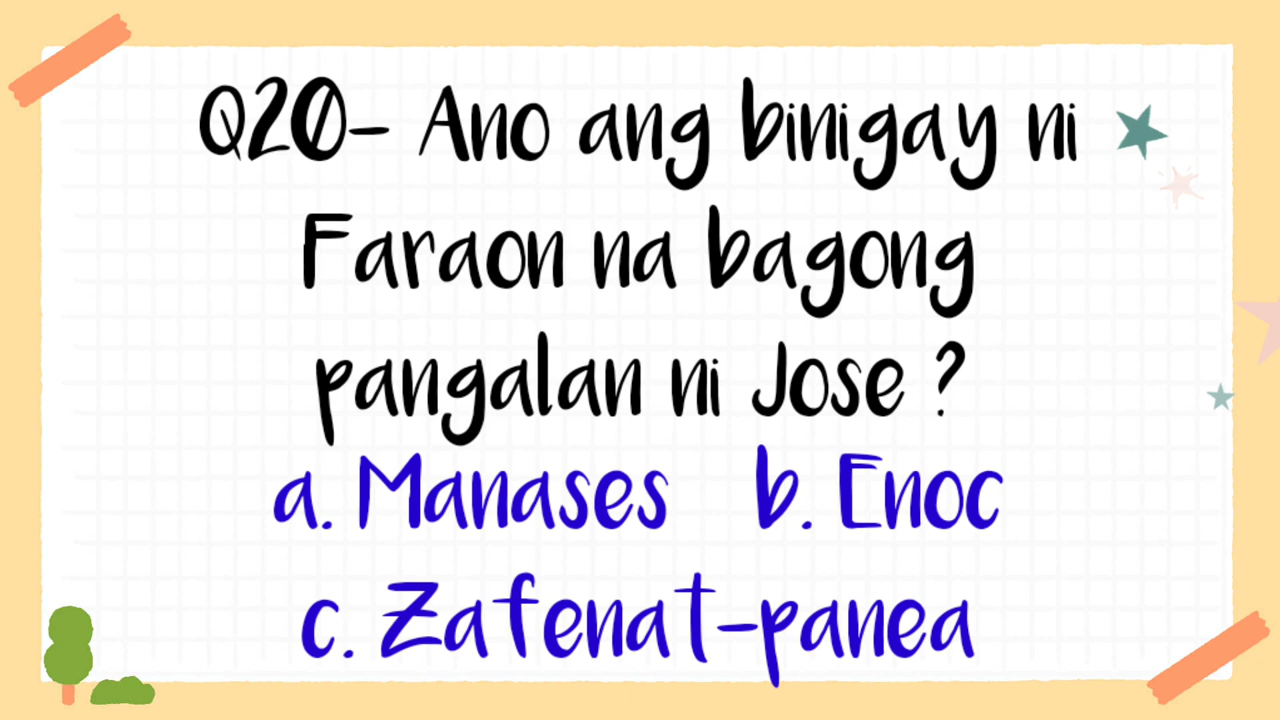 Q20- Ano ang binigay ni
Faraon na bagong
pangalan ni Jose ?
a. Manases b. Enoc
c. Zafenat-panea